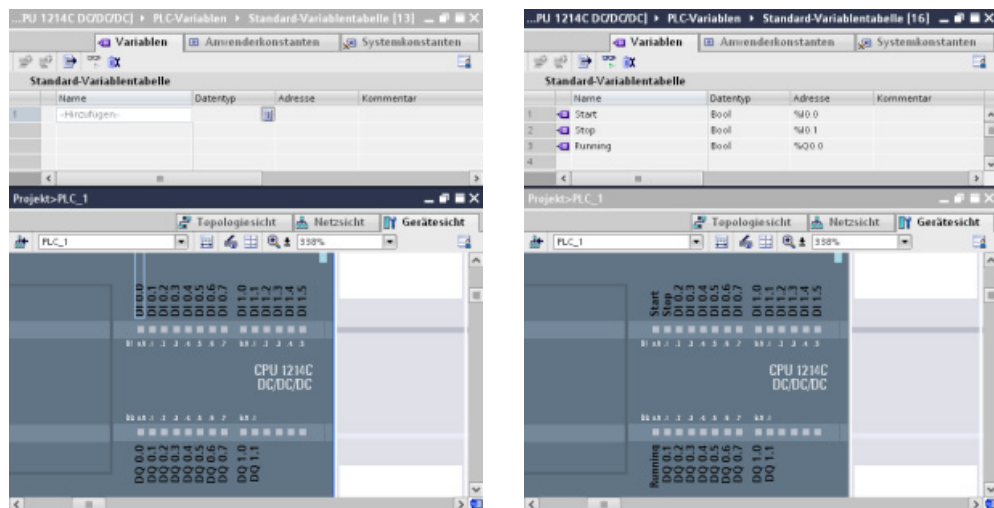 ...PU 1214C DC/DC/DC] ▸ PLC-Variablen ▸ Standard-Variablentabelle [13]
Variablen Anwenderkonstanten Systemkonstanten
Standard-Variablentabelle
Name Datentyp Adresse Kommentar
1 <Hinzufügen>
Projekt>PLC_1
Topologiesicht Netzsicht Gerätesicht
PLC_1 338%
DI 0.0
DI 0.1
DI 0.2
DI 0.3
DI 0.4
DI 0.5
DI 0.6
DI 0.7
DI 1.0
DI 1.1
DI 1.2
DI 1.3
DI 1.4
DI 1.5
CPU 1214C
DC/DC/DC
DQ 0.0
DQ 0.1
DQ 0.2
DQ 0.3
DQ 0.4
DQ 0.5
DQ 0.6
DQ 0.7
DQ 1.0
DQ 1.1
...PU 1214C DC/DC/DC] ▸ PLC-Variablen ▸ Standard-Variablentabelle [16]
Variablen Anwenderkonstanten Systemkonstanten
Standard-Variablentabelle
Name Datentyp Adresse Kommentar
1 Start Bool %I0.0
2 Stop Bool %I0.1
3 Running Bool %Q0.0
4
Projekt>PLC_1
Topologiesicht Netzsicht Gerätesicht
PLC_1 338%
Start
Stop
DI 0.2
DI 0.3
DI 0.4
DI 0.5
DI 0.6
DI 0.7
DI 1.0
DI 1.1
DI 1.2
DI 1.3
DI 1.4
DI 1.5
CPU 1214C
DC/DC/DC
Running
DQ 0.1
DQ 0.2
DQ 0.3
DQ 0.4
DQ 0.5
DQ 0.6
DQ 0.7
DQ 1.0
DQ 1.1